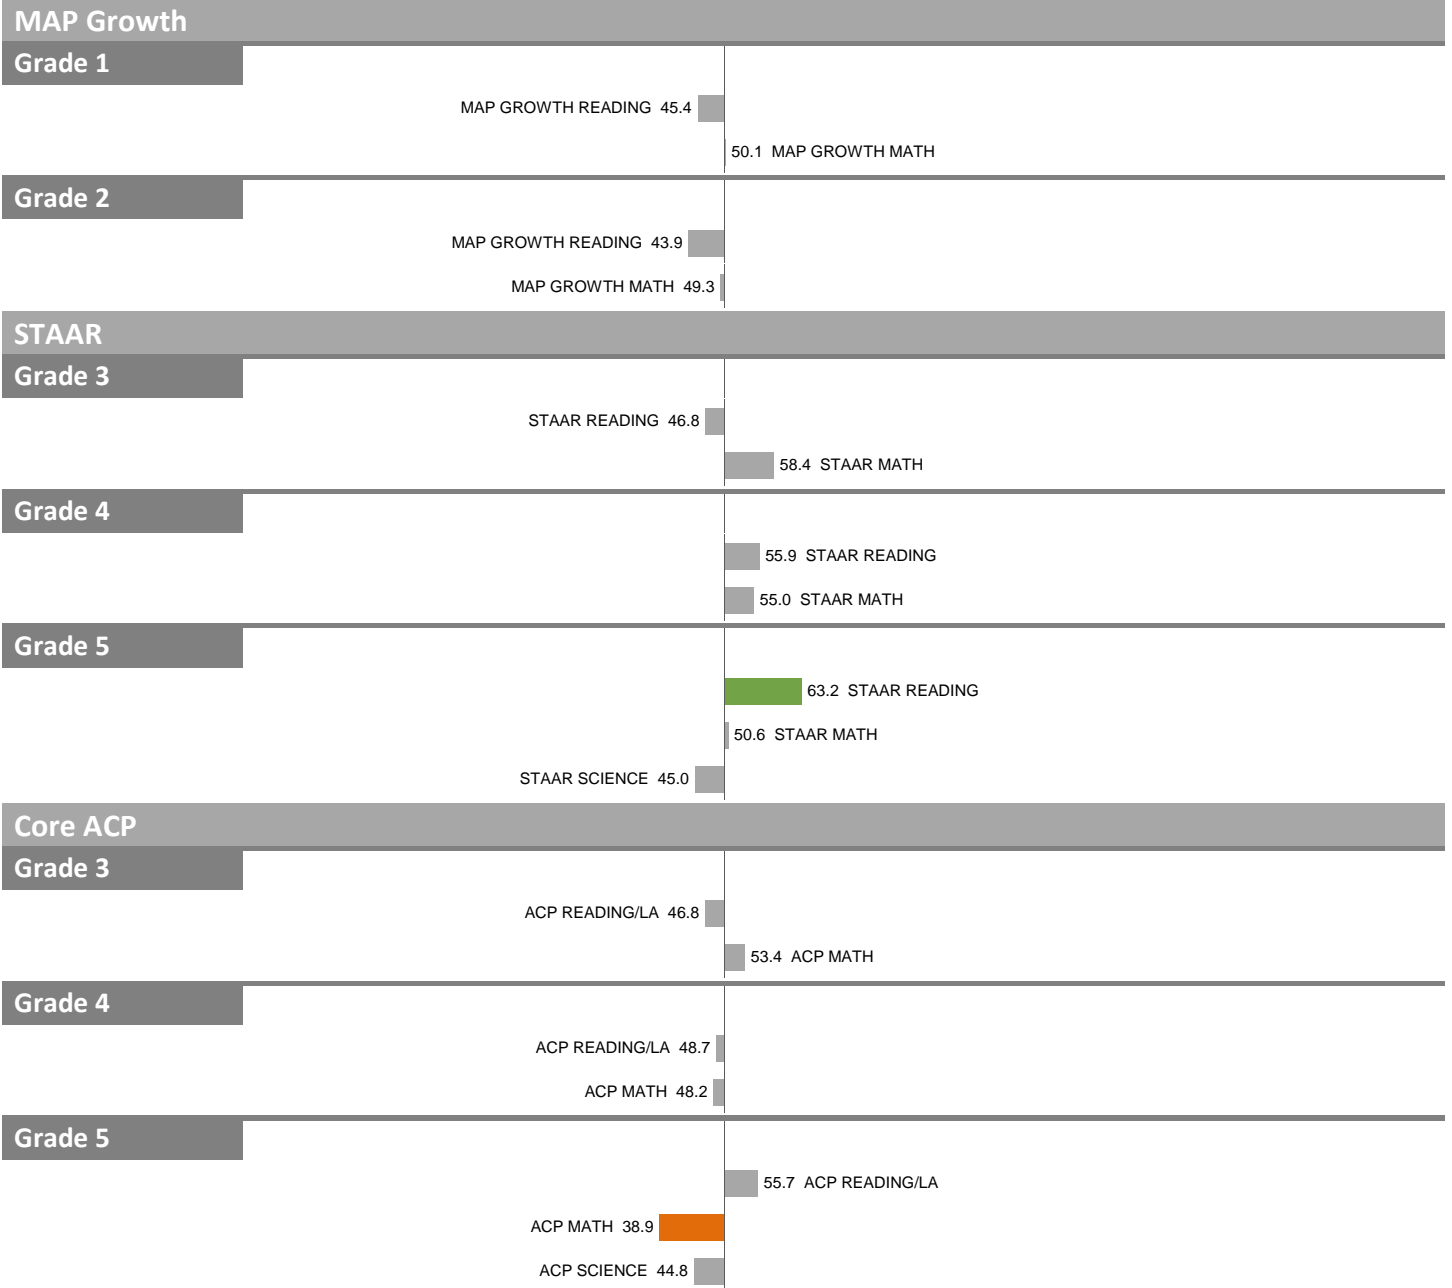 MAP Growth
Grade 1
MAP GROWTH READING 45.4
50.1 MAP GROWTH MATH
Grade 2
MAP GROWTH READING 43.9
MAP GROWTH MATH 49.3
STAAR
Grade 3
STAAR READING 46.8
58.4 STAAR MATH
Grade 4
55.9 STAAR READING
55.0 STAAR MATH
Grade 5
63.2 STAAR READING
50.6 STAAR MATH
STAAR SCIENCE 45.0
Core ACP
Grade 3
ACP READING/LA 46.8
53.4 ACP MATH
Grade 4
ACP READING/LA 48.7
ACP MATH 48.2
Grade 5
55.7 ACP READING/LA
ACP MATH 38.9
ACP SCIENCE 44.8